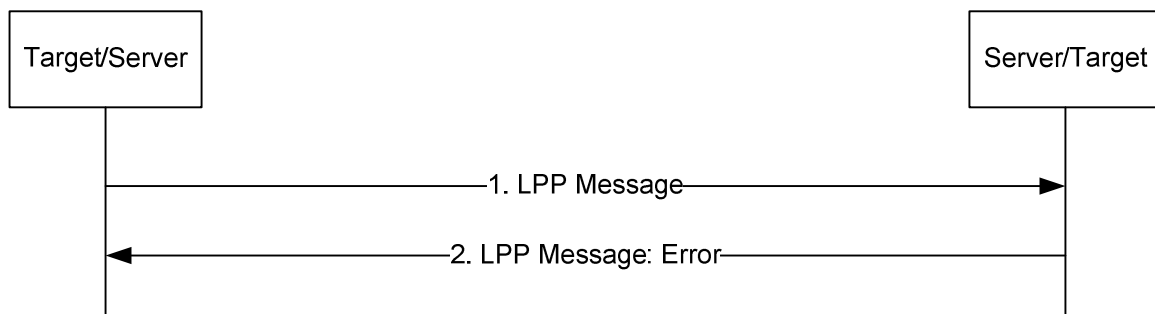 Target/Server
Server/Target
1. LPP Message
2. LPP Message: Error